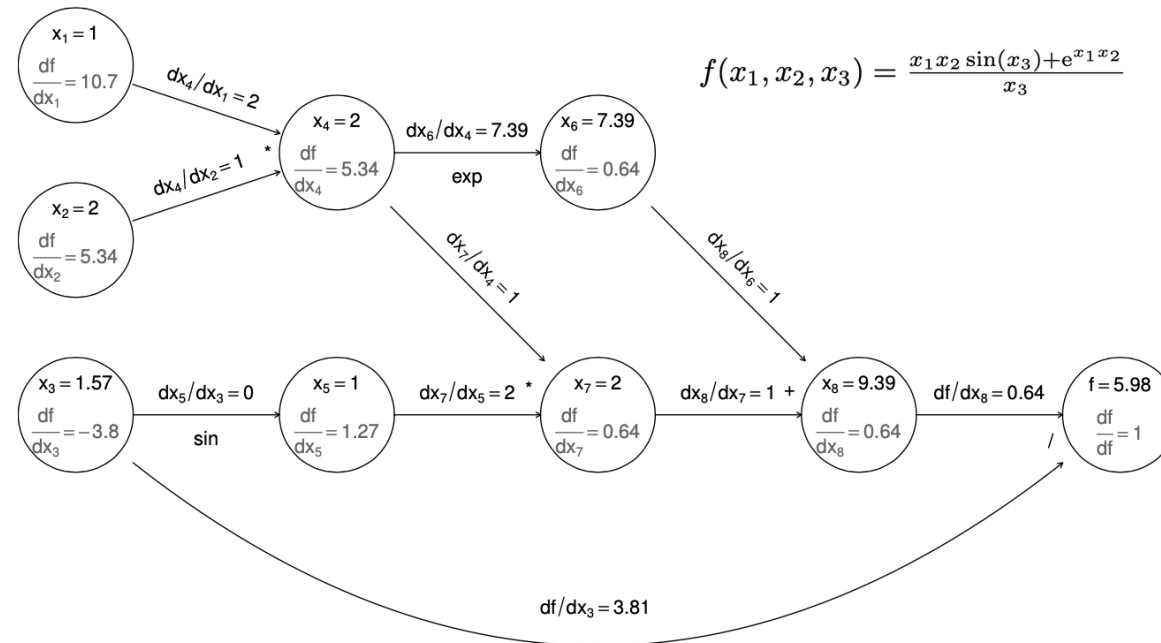 x₁ = 1
df/dx₁ = 10.7
dx₄/dx₁ = 2
f(x₁, x₂, x₃) = (x₁x₂ sin(x₃)+e^{x₁x₂})/x₃
x₄ = 2
df/dx₄ = 5.34
*
dx₆/dx₄ = 7.39
exp
x₆ = 7.39
df/dx₆ = 0.64
dx₄/dx₂ = 1
x₂ = 2
df/dx₂ = 5.34
dx₇/dx₄ = 1
dx₈/dx₆ = 1
x₃ = 1.57
df/dx₃ = −3.8
dx₅/dx₃ = 0
sin
x₅ = 1
df/dx₅ = 1.27
dx₇/dx₅ = 2 *
x₇ = 2
df/dx₇ = 0.64
dx₈/dx₇ = 1 +
x₈ = 9.39
df/dx₈ = 0.64
df/dx₈ = 0.64
/
f = 5.98
df/df = 1
df/dx₃ = 3.81